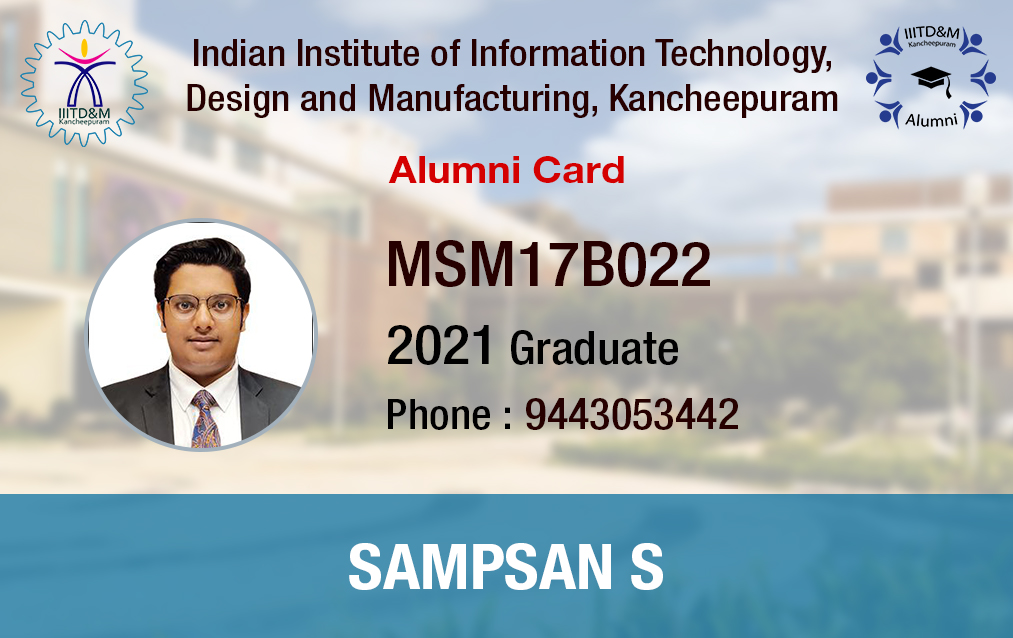 Indian Institute of Information Technology,
Design and Manufacturing, Kancheepuram
IIITD&M
Kancheepuram
IIITD&M
Kancheepuram
Alumni
Alumni Card
MSM17B022
2021 Graduate
Phone : 9443053442
SAMPSAN S